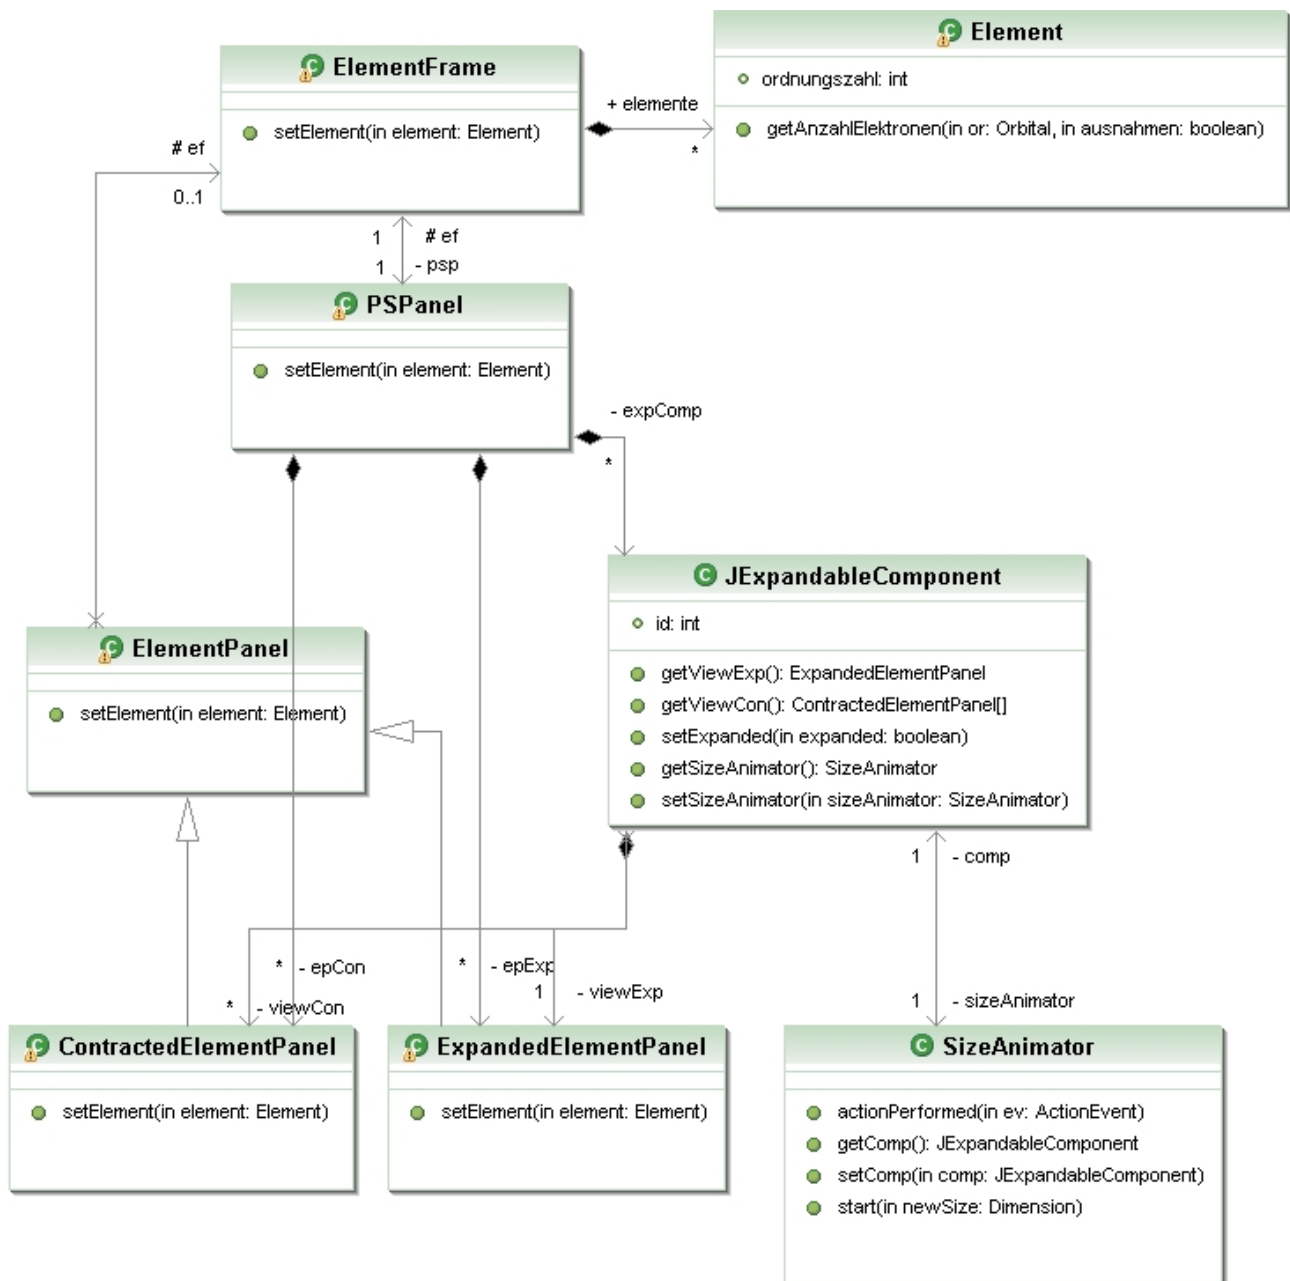 Element
ordnungszahl: int
getAnzahlElektronen(in or: Orbital, in ausnahmen: boolean)
ElementFrame
setElement(in element: Element)
+ elemente
*
# ef
0..1
1
# ef
1
- psp
PSPanel
setElement(in element: Element)
- expComp
*
JExpandableComponent
id: int
getViewExp(): ExpandedElementPanel
getViewCon(): ContractedElementPanel[]
setExpanded(in expanded: boolean)
getSizeAnimator(): SizeAnimator
setSizeAnimator(in sizeAnimator: SizeAnimator)
ElementPanel
setElement(in element: Element)
1
- comp
* - epCon
* - epExp
* - viewCon
1 - viewExp
1 - sizeAnimator
ContractedElementPanel
setElement(in element: Element)
ExpandedElementPanel
setElement(in element: Element)
SizeAnimator
actionPerformed(in ev: ActionEvent)
getComp(): JExpandableComponent
setComp(in comp: JExpandableComponent)
start(in newSize: Dimension)